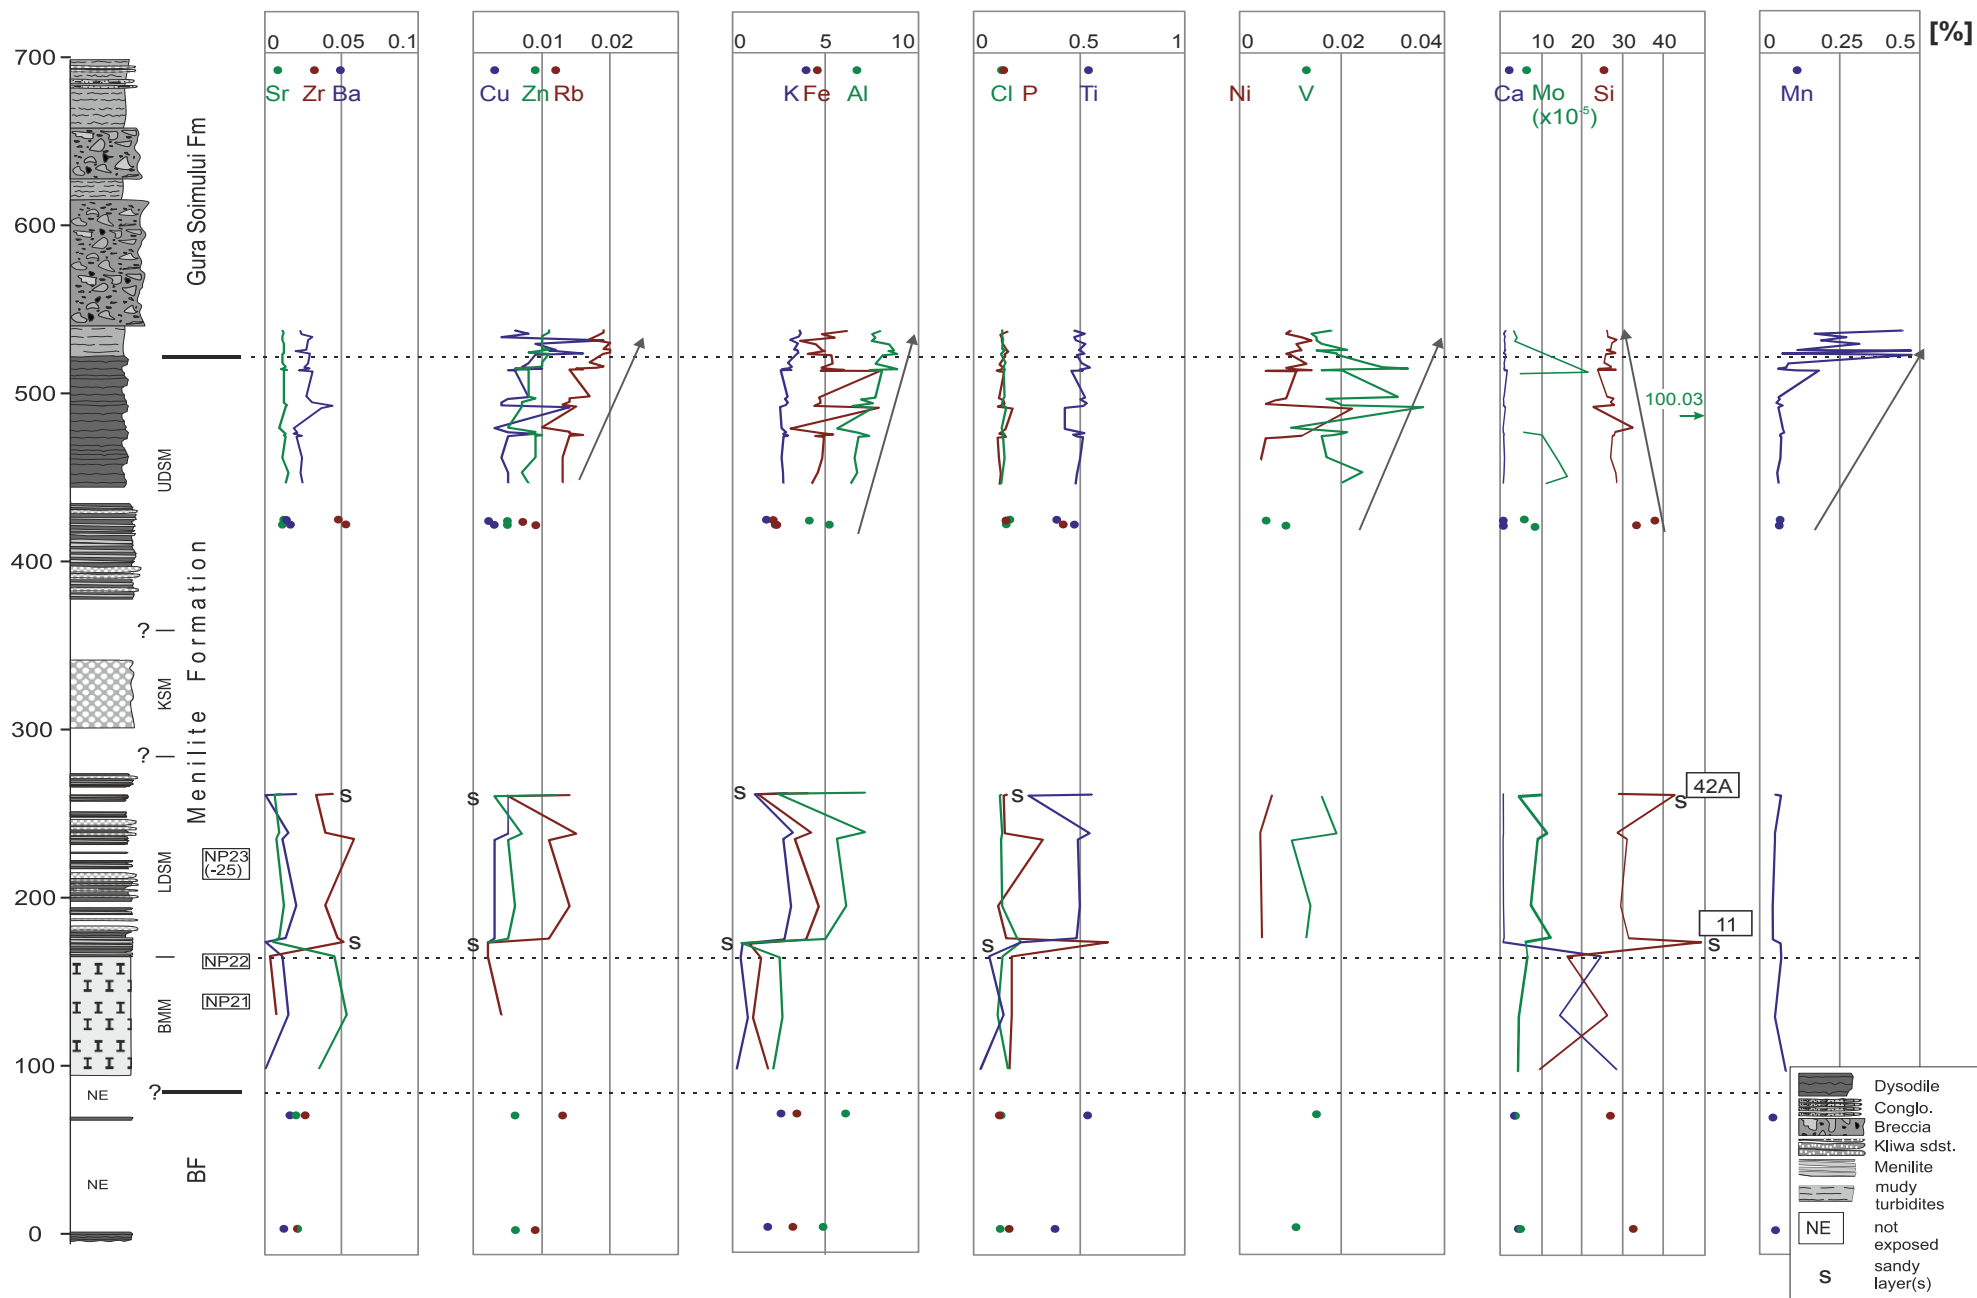 0 0.05 0.1
0.01 0.02
0 5 10
0 0.5 1
0 0.02 0.04
10 20 30 40
0 0.25 0.5
[%]
Sr Zr Ba
Cu Zn Rb
K Fe Al
Cl P Ti
Ni V
Ca Mo Si
(x10-5)
Mn
700
600
500
400
300
200
100
0
Gura Soimului Fm
Menilite Formation
BF
UDSM
KSM
LDSM
BMM
? —
? —
?
NP23
(-25)
NP22
NP21
NE
NE
100.03
S
S
S
S
S
S
S
S
S
S
42A
11
Dysodile
Conglo.
Breccia
Kliwa sdst.
Menilite
mudy
turbidites
NE not
exposed
S sandy
layer(s)